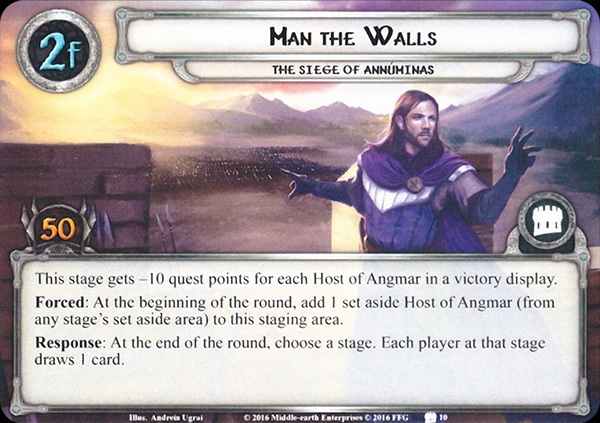 2F
MAN THE WALLS
THE SIEGE OF ANNÚMINAS
50
This stage gets –10 quest points for each Host of Angmar in a victory display.
Forced: At the beginning of the round, add 1 set aside Host of Angmar (from
any stage's set aside area) to this staging area.
Response: At the end of the round, choose a stage. Each player at that stage
draws 1 card.
Illus. Andreia Ugrai © 2016 Middle-earth Enterprises © 2016 FFG 10